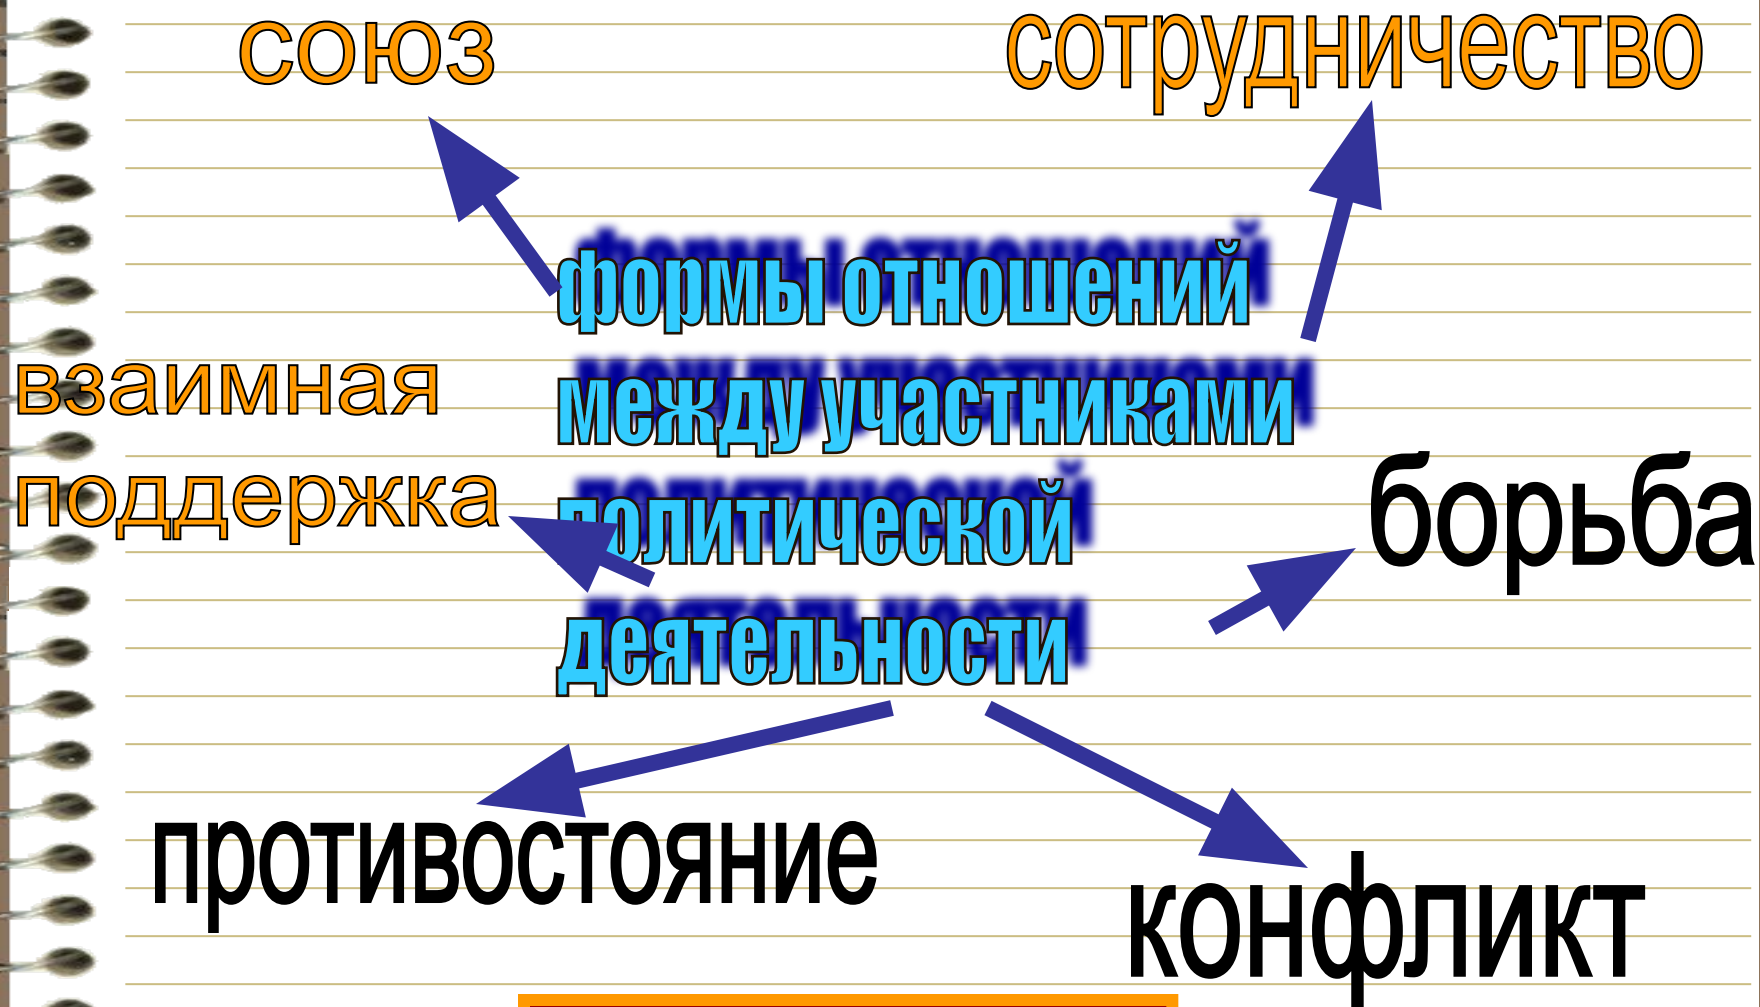 союз
сотрудничество
формы отношений
между участниками
политической
деятельности
взаимная
поддержка
борьба
противостояние
конфликт